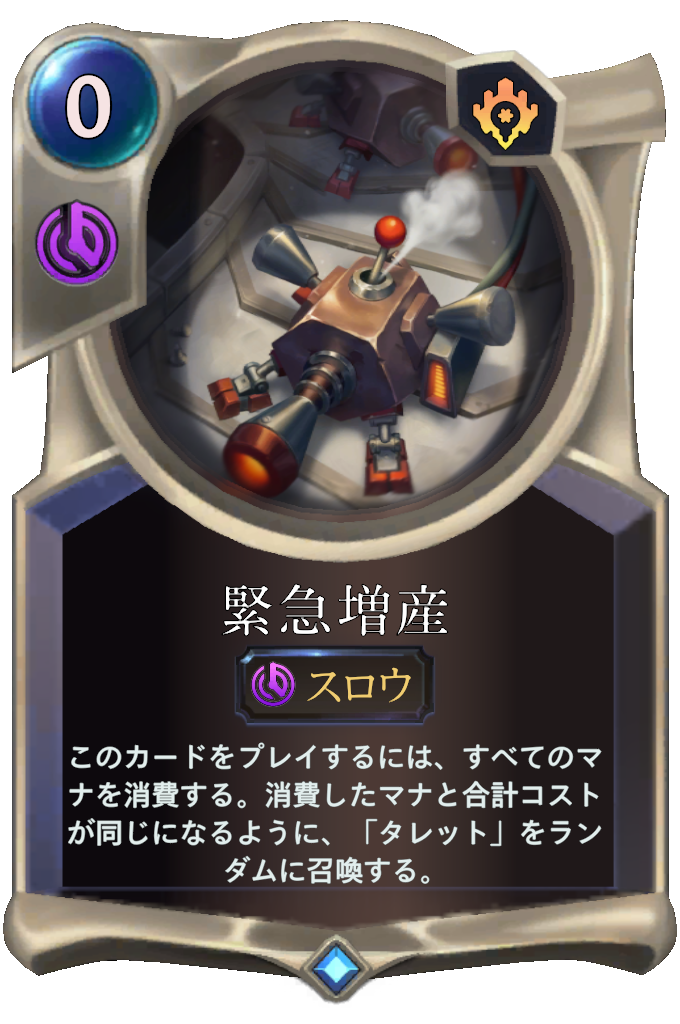 0
緊急増産
スロウ
このカードをプレイするには、すべてのマ
ナを消費する。消費したマナと合計コスト
が同じになるように、「タレット」をラン
ダムに召喚する。